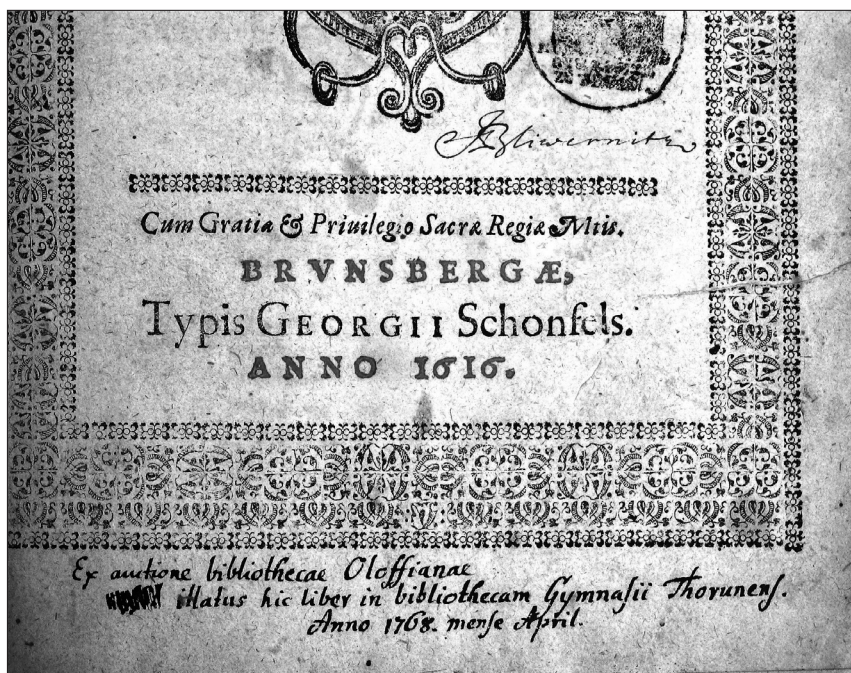 Cum Gratia & Priuilegio Sacræ Regiæ Mtis.
BRVNSBERGÆ,
Typis GEORGII Schonfels.
ANNO 1616.
Ex auctione bibliothecae Oloffianae
illatus hic liber in bibliothecam Gymnasii Thorunens.
Anno 1768. mense April.